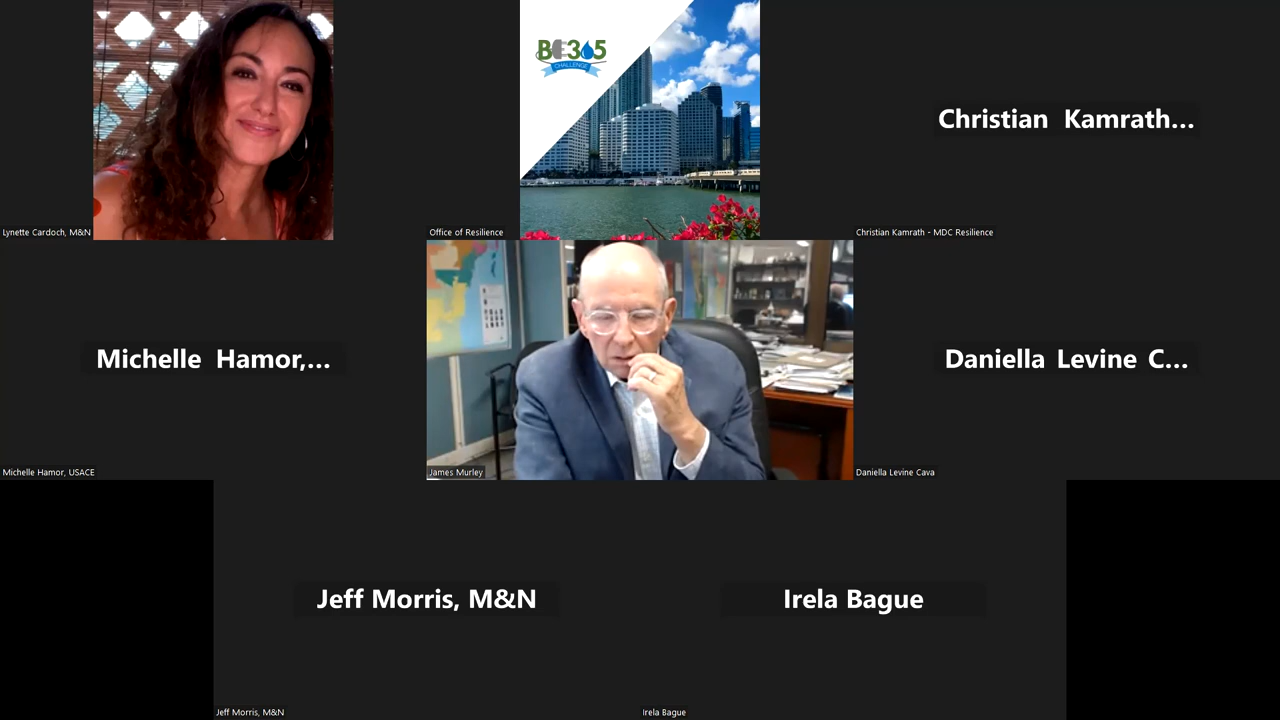 BE365
CHALLENGE
Christian Kamrath...
Lynette Cardoch, M&N
Office of Resilience
Christian Kamrath - MDC Resilience
Michelle Hamor,...
Daniella Levine C...
Michelle Hamor, USACE
James Murley
Daniella Levine Cava
Jeff Morris, M&N
Irela Bague
Jeff Morris, M&N
Irela Bague